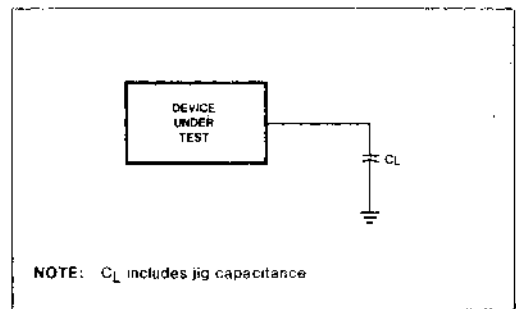 DEVICE
UNDER
TEST
CL
NOTE: CL includes jig capacitance